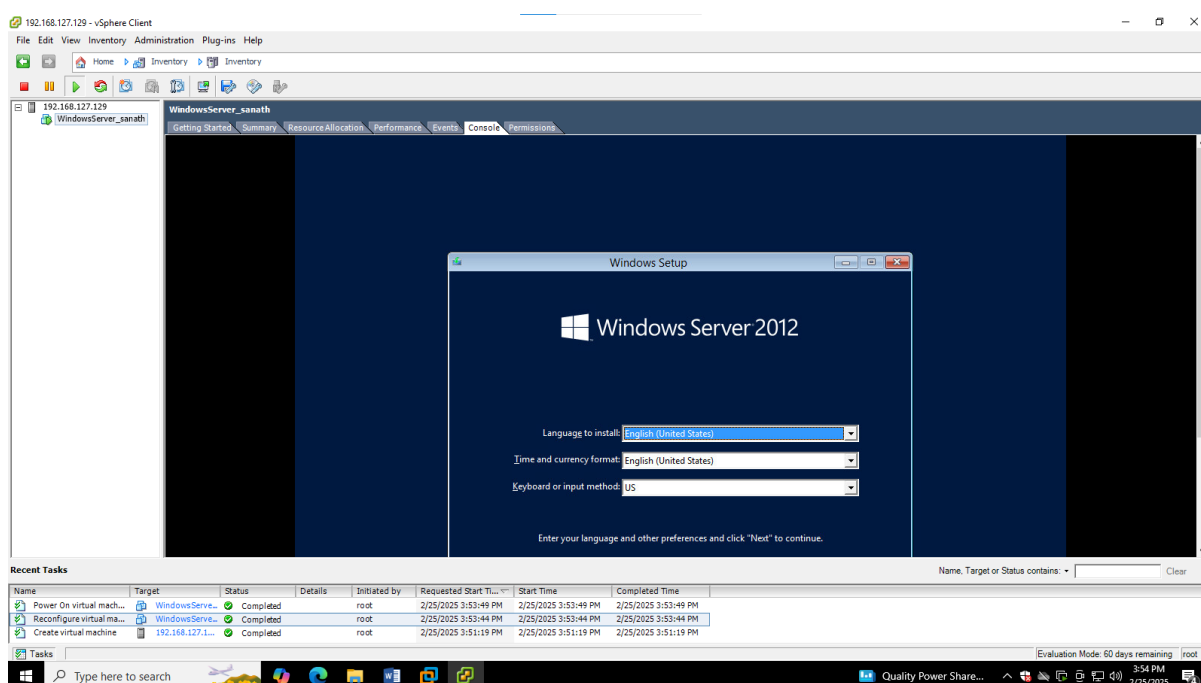 192.168.127.129 - vSphere Client
File Edit View Inventory Administration Plug-ins Help
Home Inventory Inventory
192.168.127.129
WindowsServer_sanath
WindowsServer_sanath
Getting Started Summary Resource Allocation Performance Events Console Permissions
Windows Setup
Windows Server 2012
Language to install: English (United States)
Time and currency format: English (United States)
Keyboard or input method: US
Enter your language and other preferences and click "Next" to continue.
Recent Tasks
Name, Target or Status contains: Clear
Name Target Status Details Initiated by Requested Start Ti... Start Time Completed Time
Power On virtual mach... WindowsServe... Completed root 2/25/2025 3:53:49 PM 2/25/2025 3:53:49 PM 2/25/2025 3:53:49 PM
Reconfigure virtual ma... WindowsServe... Completed root 2/25/2025 3:53:44 PM 2/25/2025 3:53:44 PM 2/25/2025 3:53:44 PM
Create virtual machine 192.168.127.1... Completed root 2/25/2025 3:51:19 PM 2/25/2025 3:51:19 PM 2/25/2025 3:51:19 PM
Tasks Evaluation Mode: 60 days remaining root
Type here to search Quality Power Share... 3:54 PM
2/25/2025